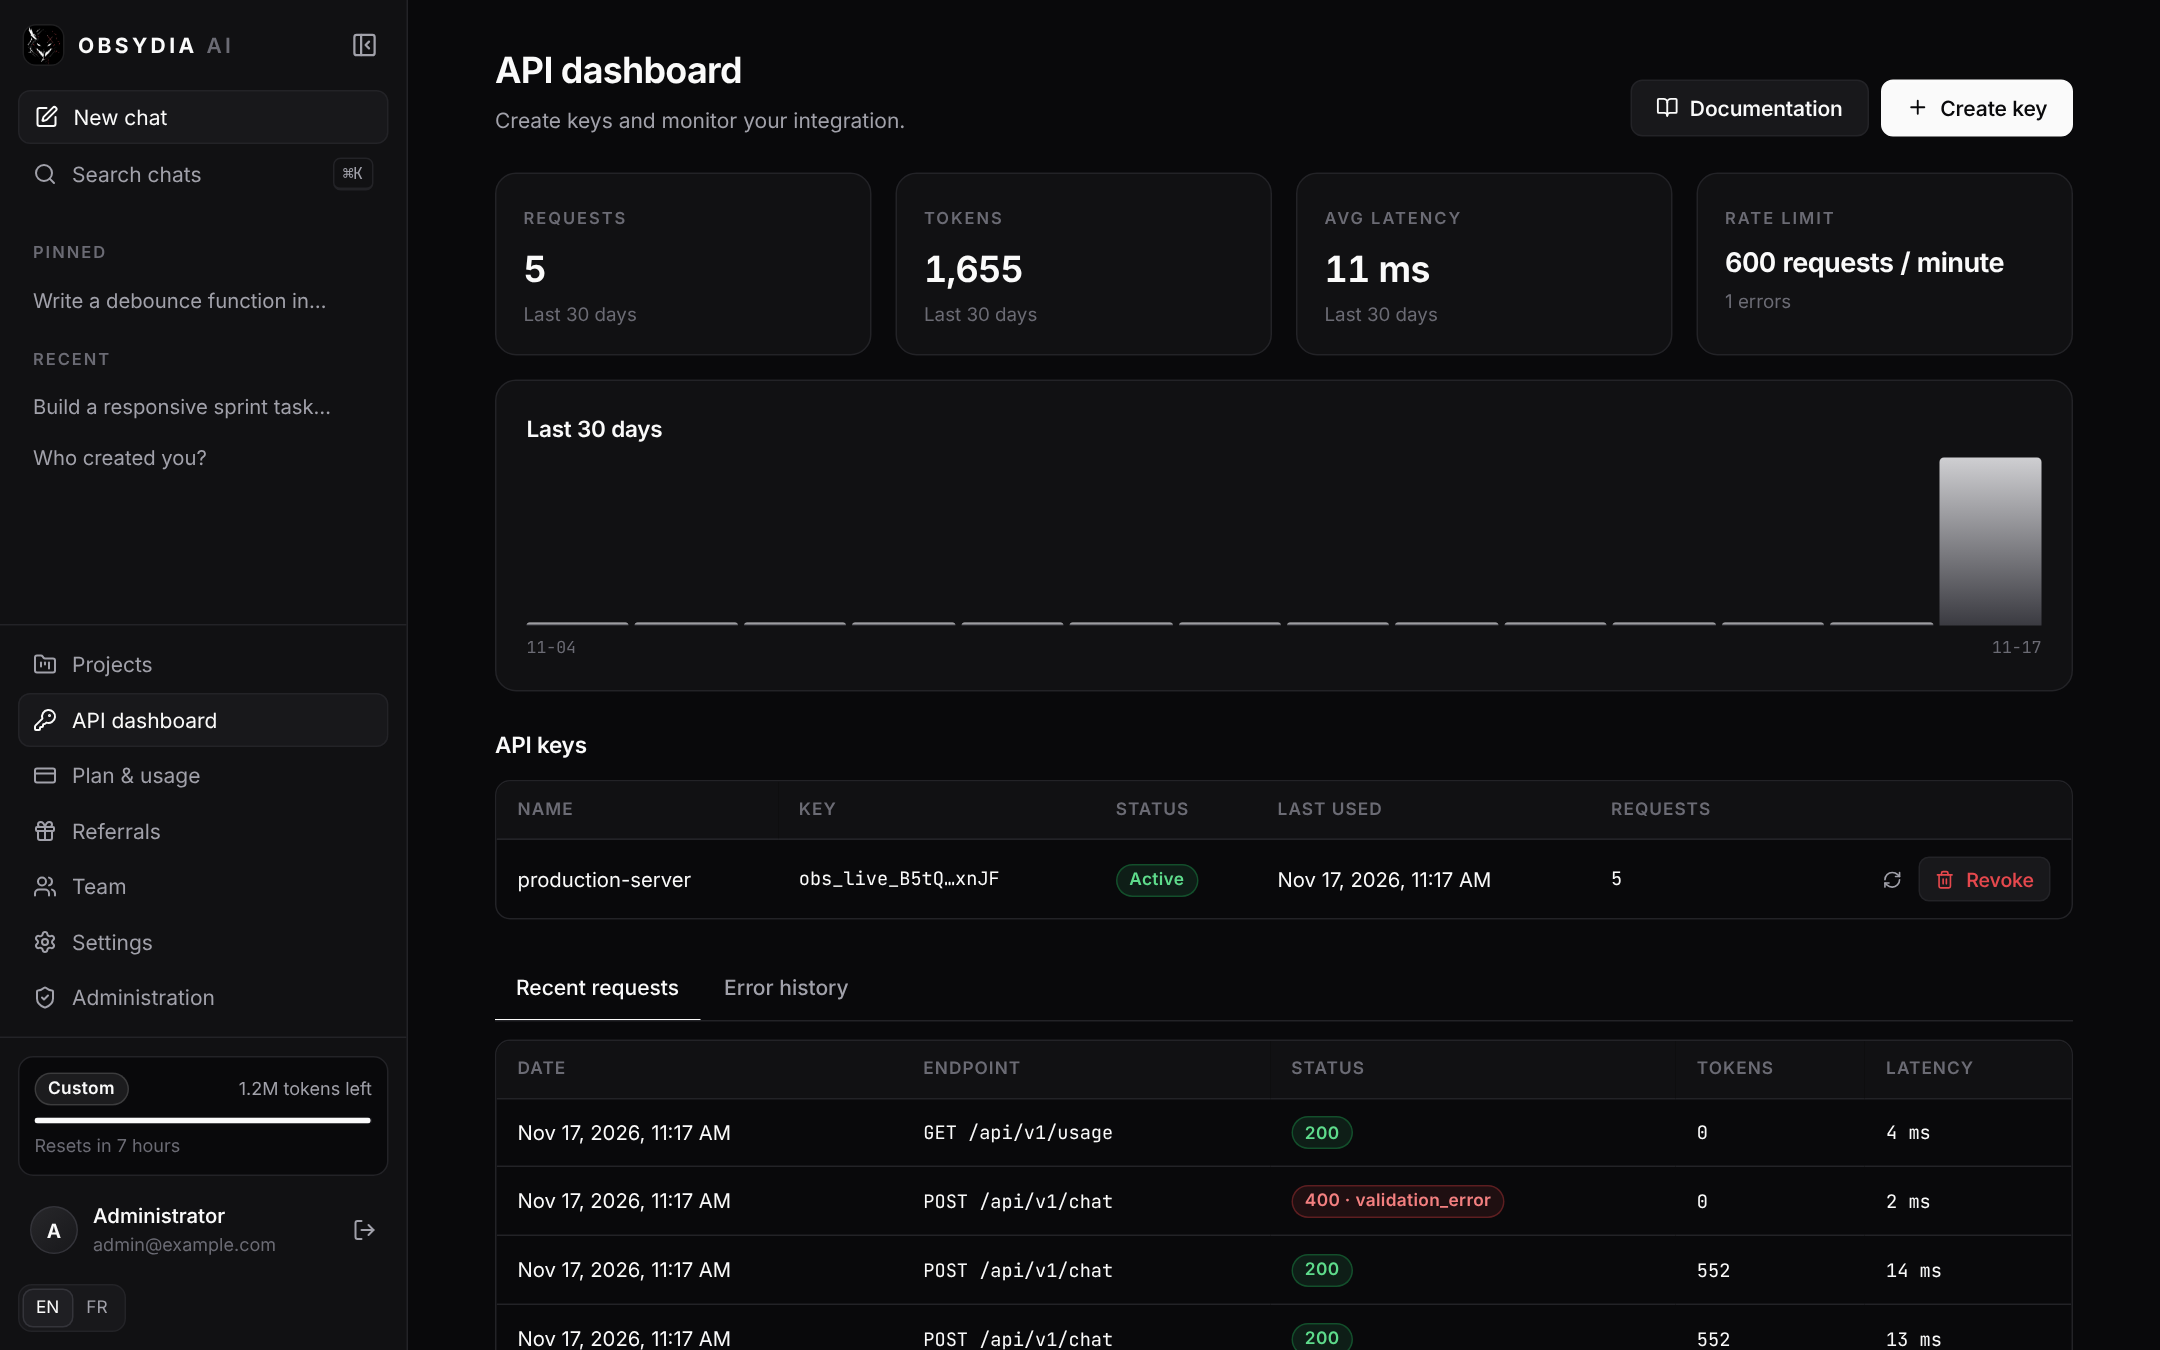 OBSYDIA AI
New chat
Search chats ⌘K
PINNED
Write a debounce function in...
RECENT
Build a responsive sprint task...
Who created you?
Projects
API dashboard
Plan & usage
Referrals
Team
Settings
Administration
Custom 1.2M tokens left
Resets in 7 hours
A Administrator
admin@example.com
EN FR
API dashboard
Create keys and monitor your integration.
Documentation
+ Create key
REQUESTS
5
Last 30 days
TOKENS
1,655
Last 30 days
AVG LATENCY
11 ms
Last 30 days
RATE LIMIT
600 requests / minute
1 errors
Last 30 days
11-04 11-17
API keys
NAME KEY STATUS LAST USED REQUESTS
production-server obs_live_B5tQ…xnJF Active Nov 17, 2026, 11:17 AM 5 Revoke
Recent requests Error history
DATE ENDPOINT STATUS TOKENS LATENCY
Nov 17, 2026, 11:17 AM GET /api/v1/usage 200 0 4 ms
Nov 17, 2026, 11:17 AM POST /api/v1/chat 400 · validation_error 0 2 ms
Nov 17, 2026, 11:17 AM POST /api/v1/chat 200 552 14 ms
Nov 17, 2026, 11:17 AM POST /api/v1/chat 200 552 13 ms